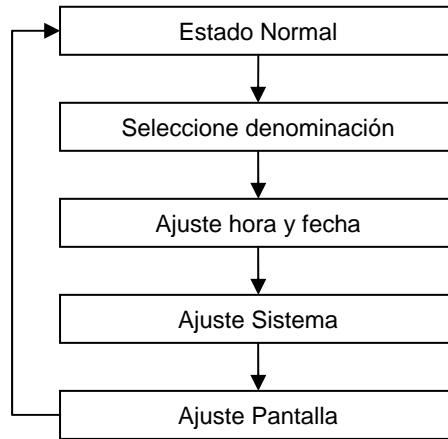 Estado Normal
Seleccione denominación
Ajuste hora y fecha
Ajuste Sistema
Ajuste Pantalla